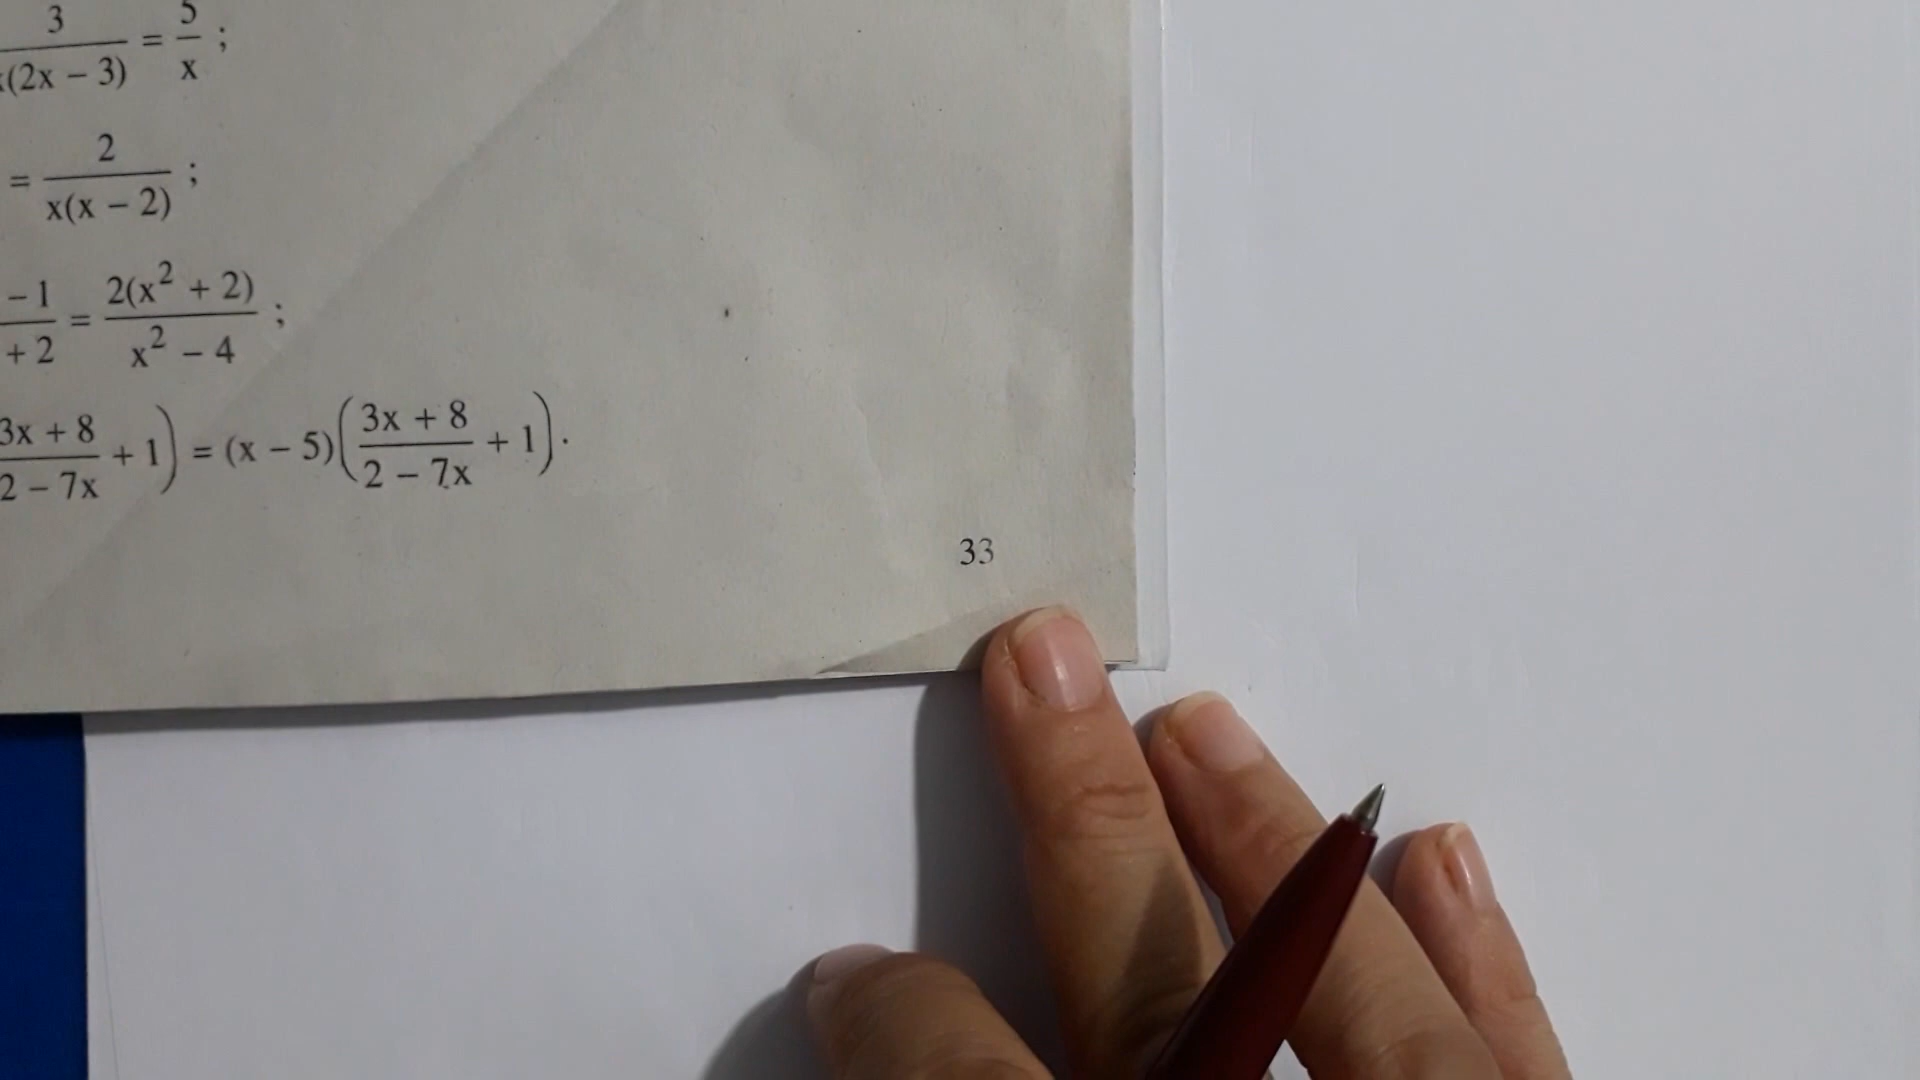 3/(2x – 3) = 5/x ;
= 2/(x(x – 2)) ;
– 1/+ 2 = 2(x² + 2)/(x² – 4) ;
(3x + 8)/(2 – 7x) + 1) = (x – 5)((3x + 8)/(2 – 7x) + 1).
33